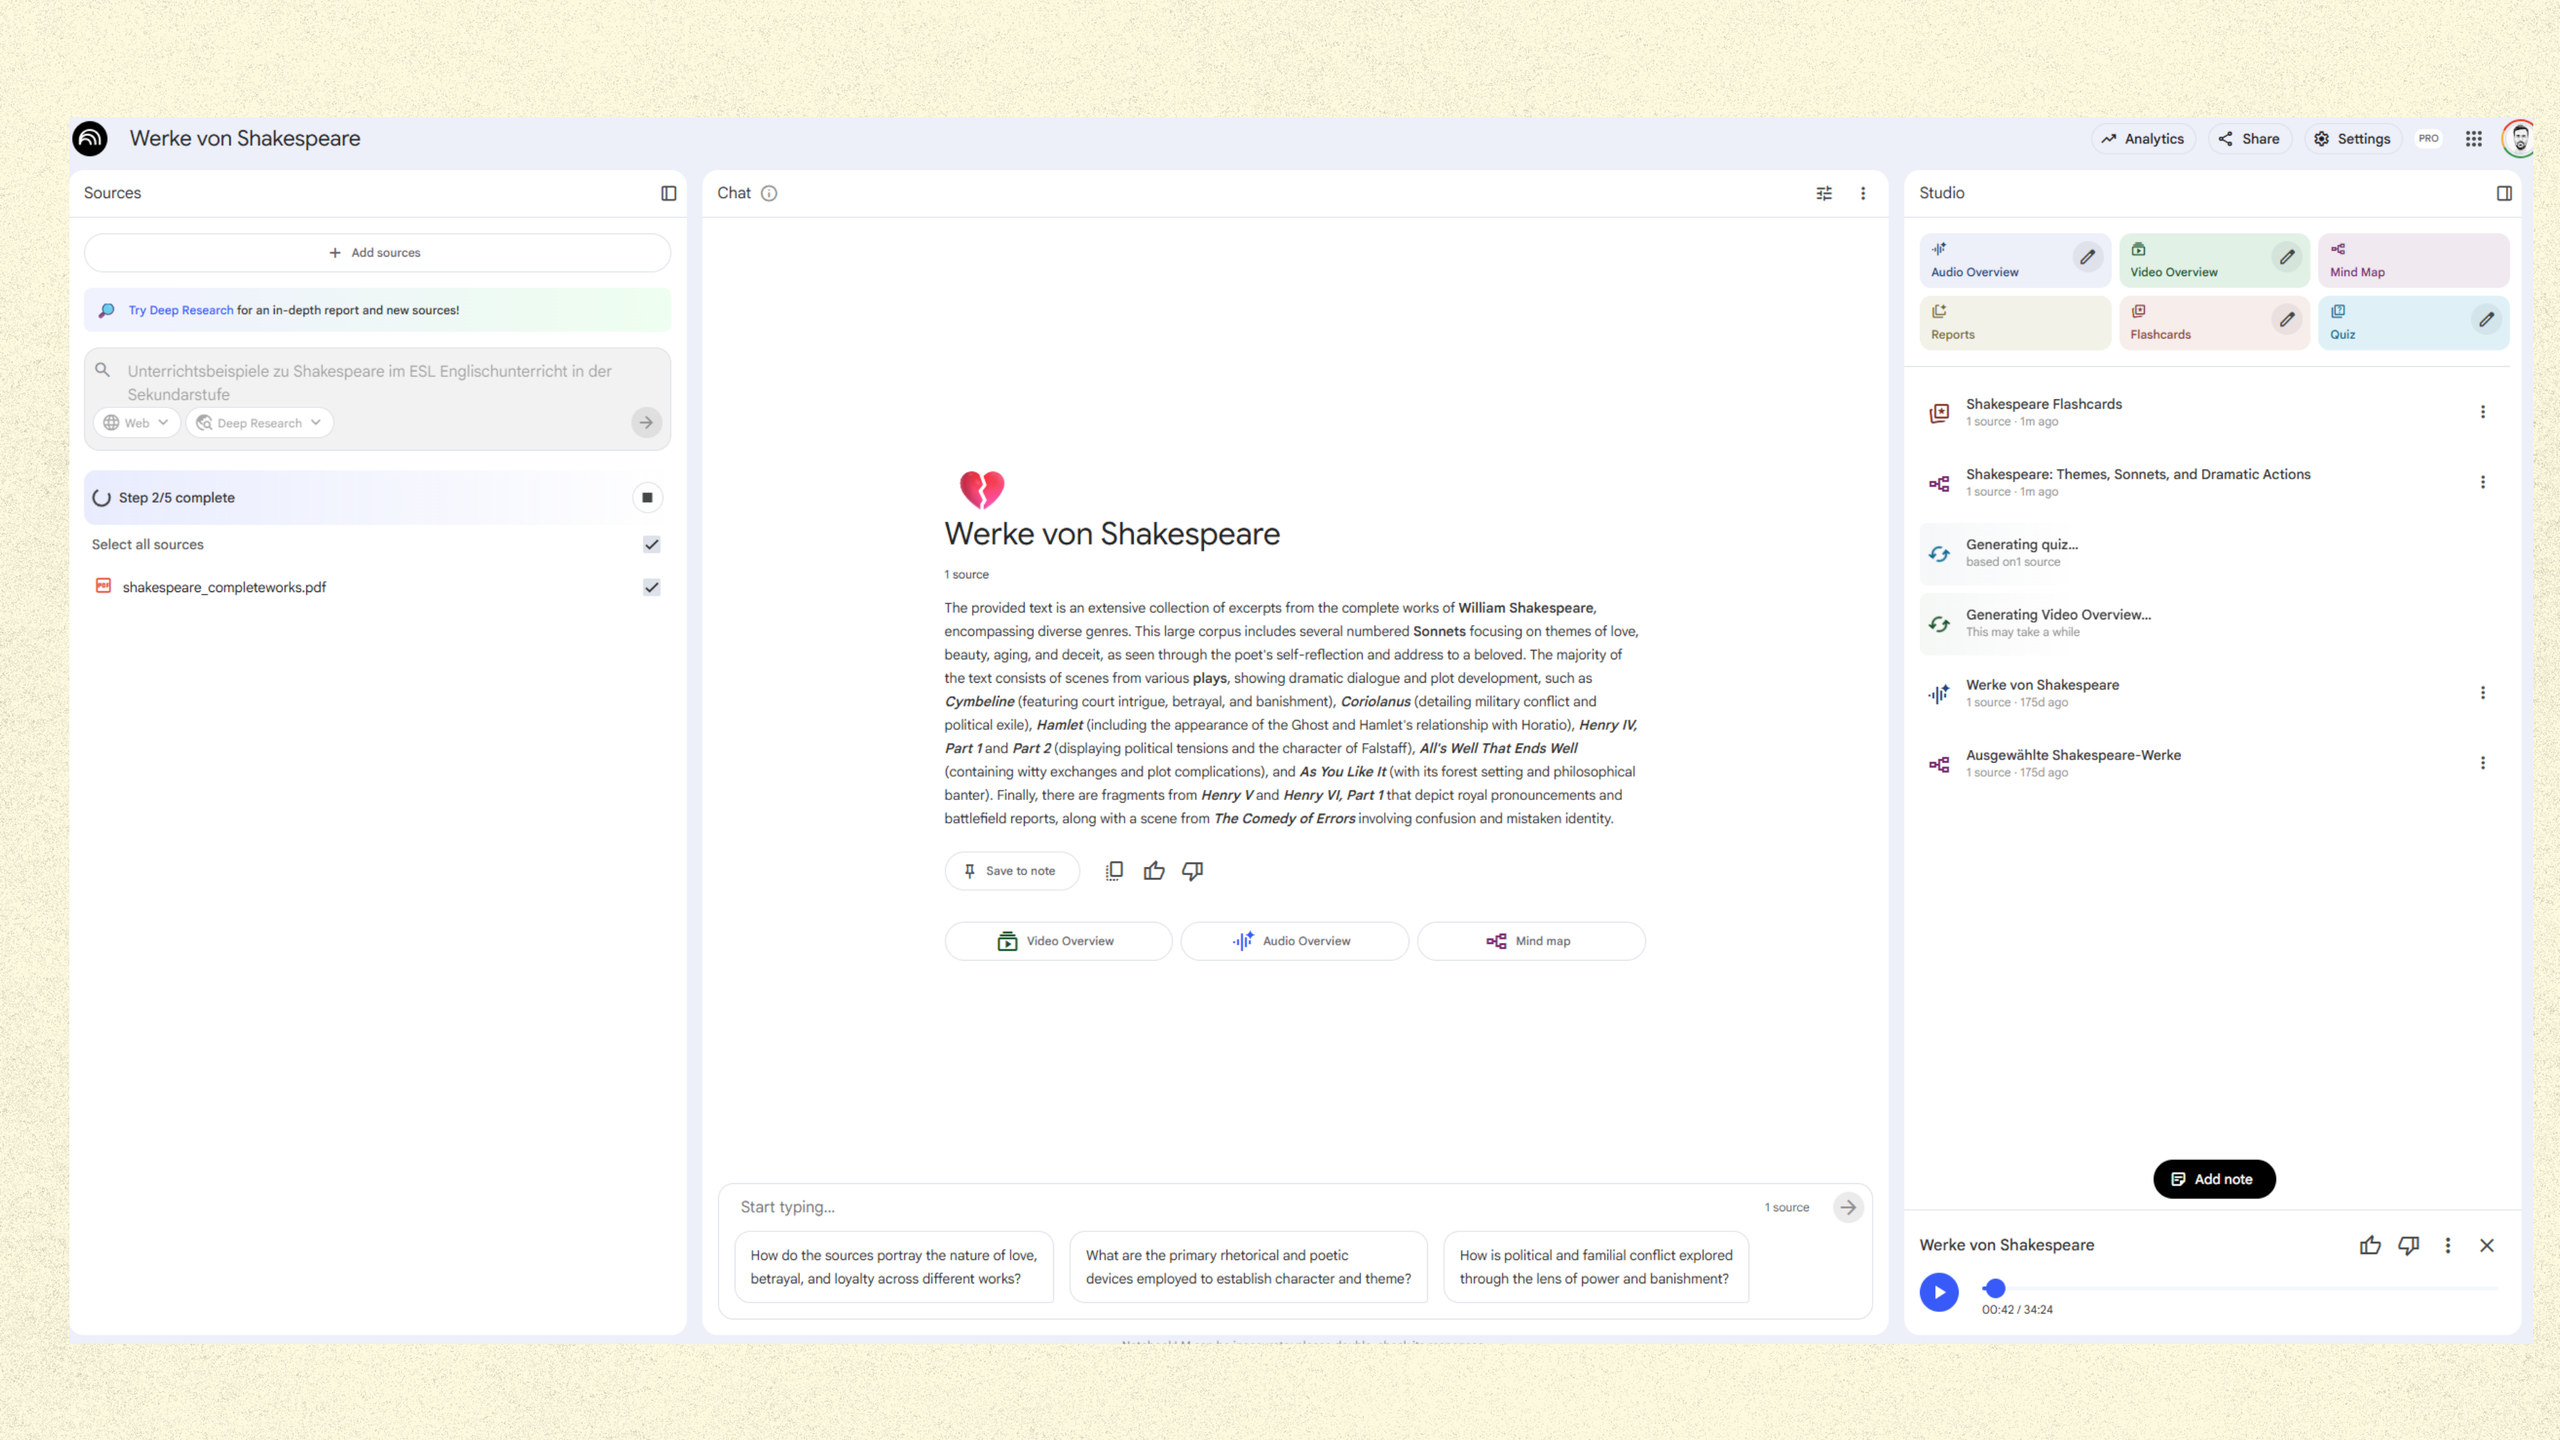 Werke von Shakespeare
Analytics
Share
Settings
PRO
Sources
Add sources
Try Deep Research for an in-depth report and new sources!
Unterrichtsbeispiele zu Shakespeare im ESL Englischunterricht in der
Sekundarstufe
Web
Deep Research
Step 2/5 complete
Select all sources
PDF
shakespeare_completeworks.pdf
Chat
Werke von Shakespeare
1 source
The provided text is an extensive collection of excerpts from the complete works of William Shakespeare,
encompassing diverse genres. This large corpus includes several numbered Sonnets focusing on themes of love,
beauty, aging, and deceit, as seen through the poet's self-reflection and address to a beloved. The majority of
the text consists of scenes from various plays, showing dramatic dialogue and plot development, such as
Cymbeline (featuring court intrigue, betrayal, and banishment), Coriolanus (detailing military conflict and
political exile), Hamlet (including the appearance of the Ghost and Hamlet's relationship with Horatio), Henry IV,
Part 1 and Part 2 (displaying political tensions and the character of Falstaff), All's Well That Ends Well
(containing witty exchanges and plot complications), and As You Like It (with its forest setting and philosophical
banter). Finally, there are fragments from Henry V and Henry VI, Part 1 that depict royal pronouncements and
battlefield reports, along with a scene from The Comedy of Errors involving confusion and mistaken identity.
Save to note
Video Overview
Audio Overview
Mind map
Start typing...
1 source
How do the sources portray the nature of love,
betrayal, and loyalty across different works?
What are the primary rhetorical and poetic
devices employed to establish character and theme?
How is political and familial conflict explored
through the lens of power and banishment?
Studio
Audio Overview
Video Overview
Mind Map
Reports
Flashcards
Quiz
Shakespeare Flashcards
1 source · 1m ago
Shakespeare: Themes, Sonnets, and Dramatic Actions
1 source · 1m ago
Generating quiz...
based on1 source
Generating Video Overview...
This may take a while
Werke von Shakespeare
1 source · 175d ago
Ausgewählte Shakespeare-Werke
1 source · 175d ago
Add note
Werke von Shakespeare
00:42 / 34:24